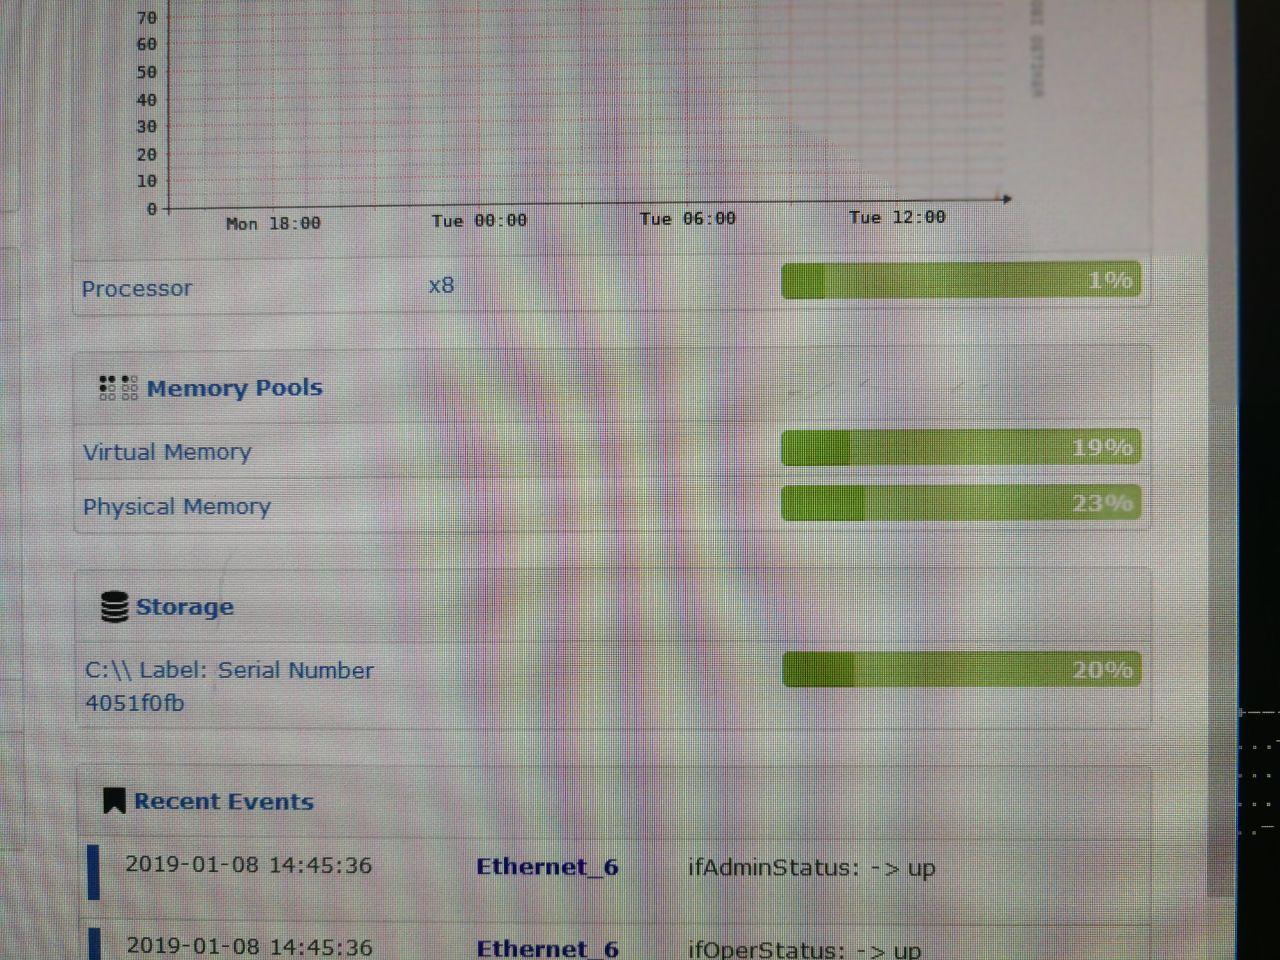 70
60
50
40
30
20
10
0
Mon 18:00 Tue 00:00 Tue 06:00 Tue 12:00
Processor x8 1%
Memory Pools
Virtual Memory 19%
Physical Memory 23%
Storage
C:\\ Label: Serial Number 20%
4051f0fb
Recent Events
2019-01-08 14:45:36 Ethernet_6 ifAdminStatus: -> up
2019-01-08 14:45:36 Ethernet_6 ifOperStatus: -> up